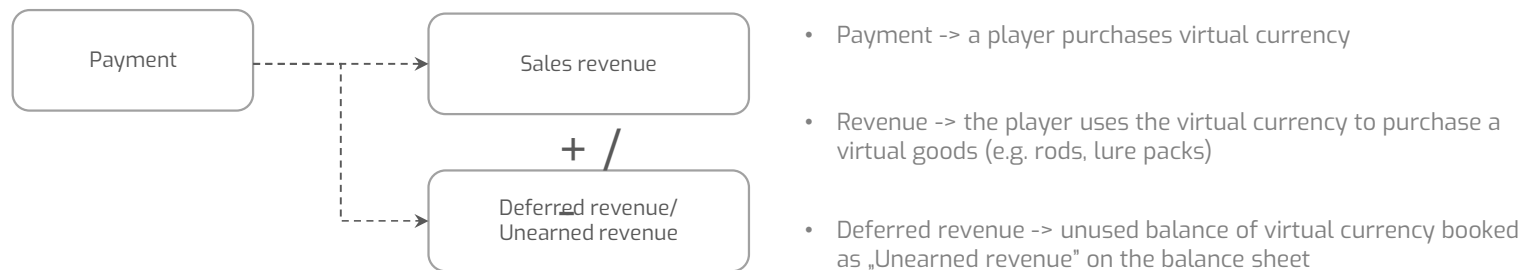 Payment
Sales revenue
+ /
-
Deferred revenue/
Unearned revenue
• Payment -> a player purchases virtual currency
• Revenue -> the player uses the virtual currency to purchase a
virtual goods (e.g. rods, lure packs)
• Deferred revenue -> unused balance of virtual currency booked
as „Unearned revenue” on the balance sheet